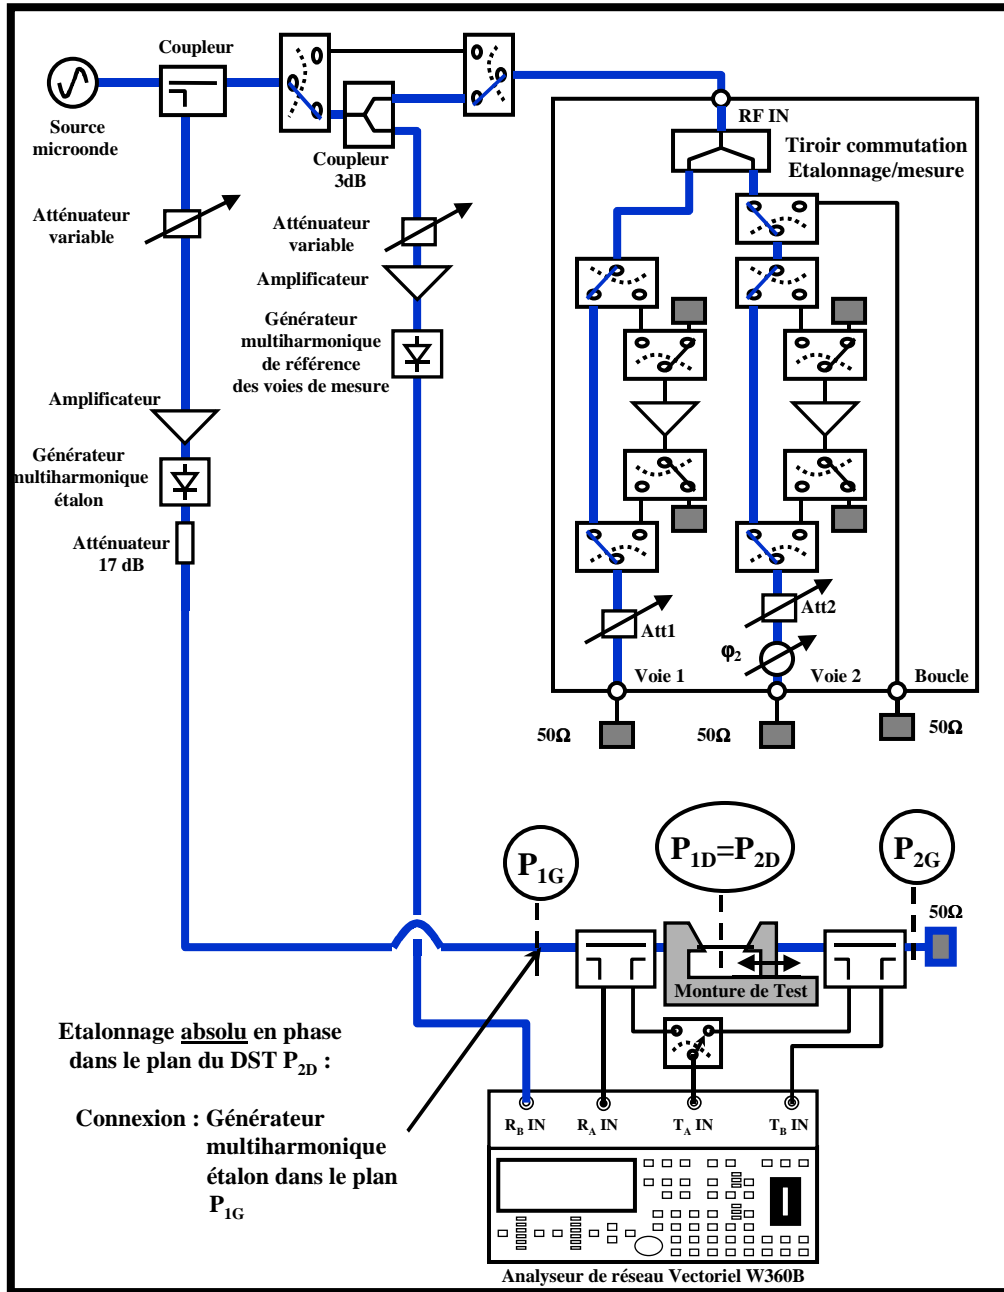 Coupleur
Source
microonde
Coupleur
3dB
RF IN
Tiroir commutation
Etalonnage/mesure
Atténuateur
variable
Atténuateur
variable
Amplificateur
Générateur
multiharmonique
de référence
des voies de mesure
Amplificateur
Générateur
multiharmonique
étalon
Atténuateur
17 dB
Att1
Att2
φ2
Voie 1
Voie 2
Boucle
50Ω
50Ω
50Ω
P1G
P1D=P2D
P2G
50Ω
Monture de Test
Etalonnage absolu en phase
dans le plan du DST P2D :
Connexion : Générateur
multiharmonique
étalon dans le plan
P1G
RB IN
RA IN
TA IN
TB IN
Analyseur de réseau Vectoriel W360B